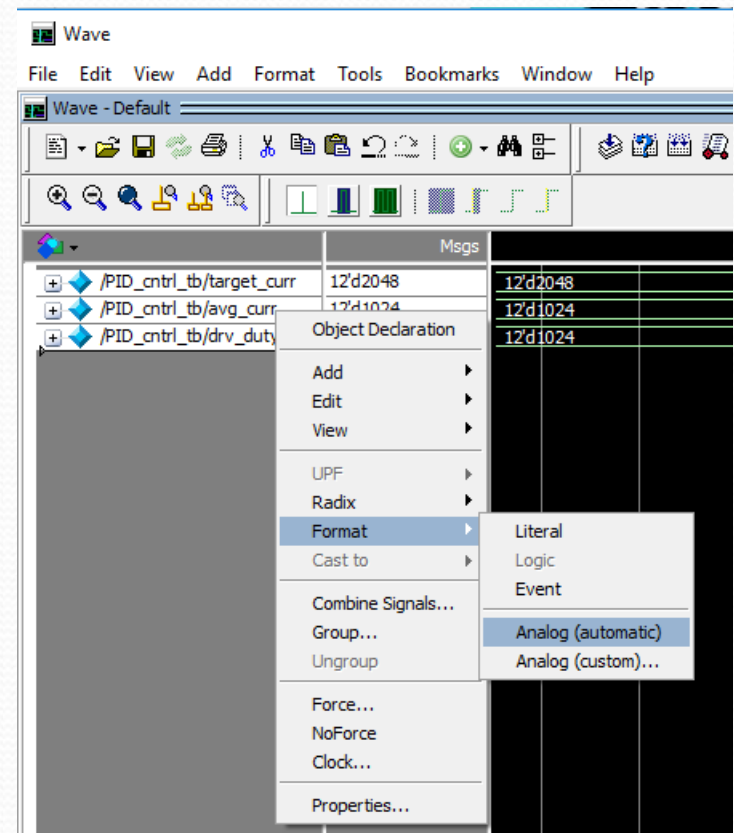 Wave
File Edit View Add Format Tools Bookmarks Window Help
Wave - Default
Msgs
/PID_cntrl_tb/target_curr 12'd2048 12'd2048
/PID_cntrl_tb/avg_curr 12'd1024 12'd1024
/PID_cntrl_tb/drv_duty 12'd1024
Object Declaration
Add
Edit
View
UPF
Radix
Format
Cast to
Combine Signals...
Group...
Ungroup
Force...
NoForce
Clock...
Properties...
Literal
Logic
Event
Analog (automatic)
Analog (custom)...